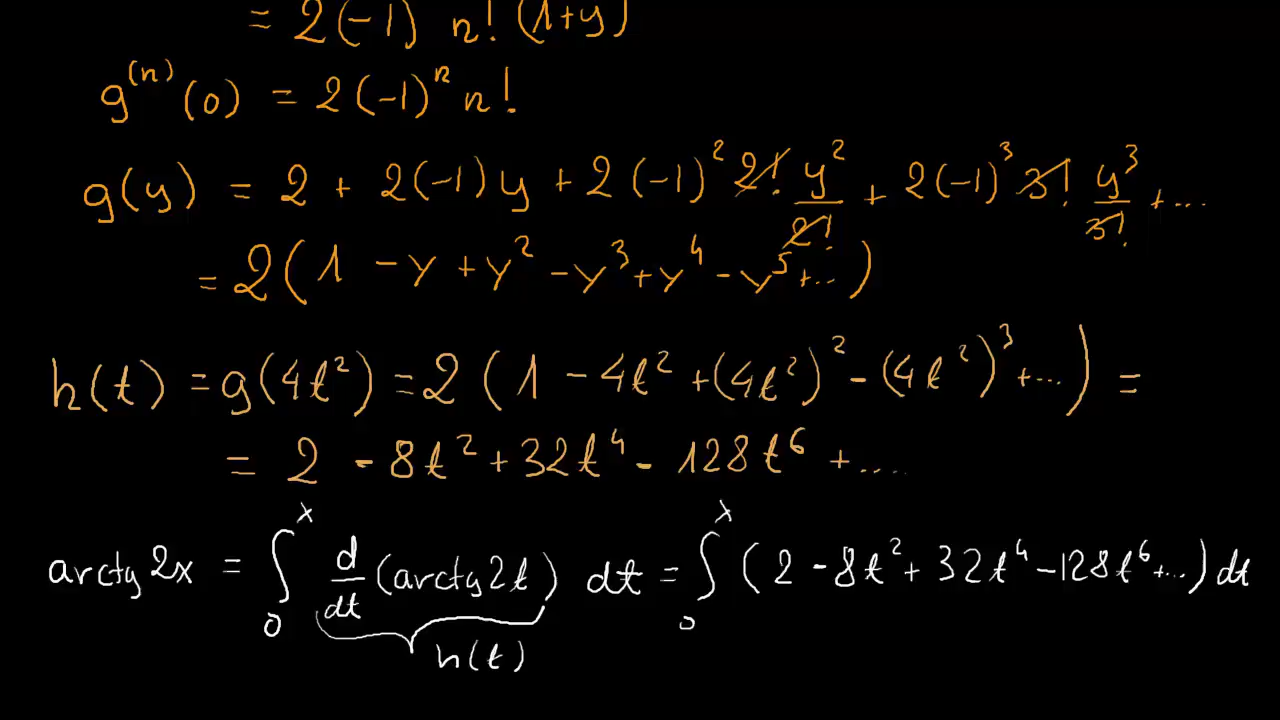 = 2(-1) n! (1+y)
g^(n)(0) = 2(-1)^n n!
g(y) = 2 + 2(-1)y + 2(-1)^2 2! y^2/2! + 2(-1)^3 3! y^3/3! + ...
= 2(1 - y + y^2 - y^3 + y^4 - y^5 + ...)
h(t) = g(4t^2) = 2(1 - 4t^2 + (4t^2)^2 - (4t^2)^3 + ...) =
= 2 - 8t^2 + 32t^4 - 128t^6 + ....
arctg 2x = ∫_0^x d/dt (arctg 2t) dt = ∫_0^x (2 - 8t^2 + 32t^4 - 128t^6 + ...) dt
h(t)